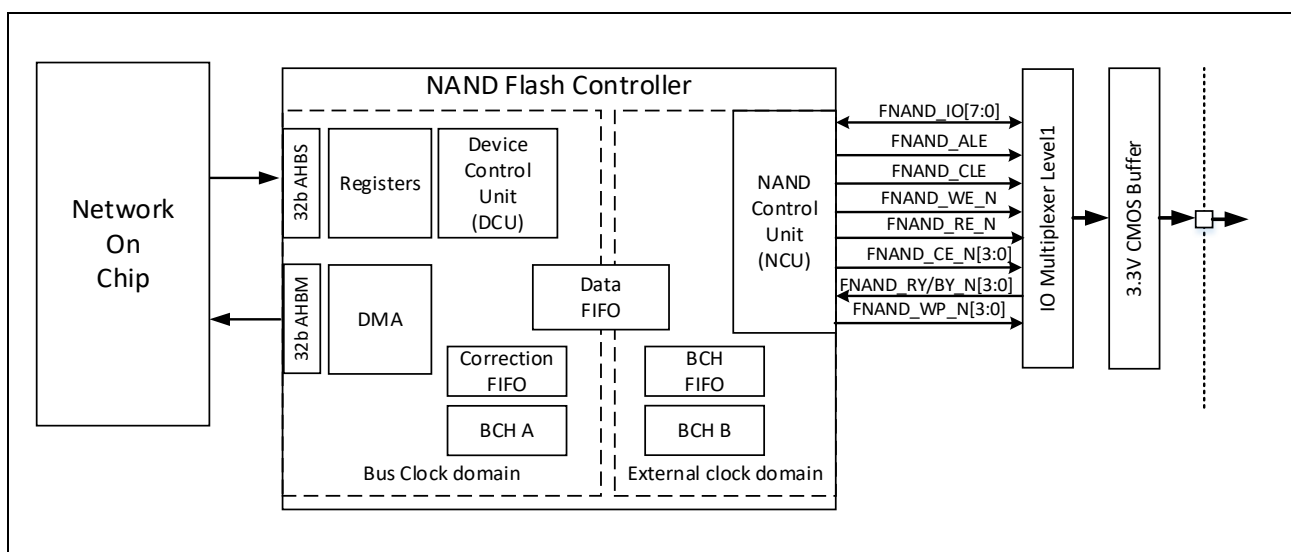 NAND Flash Controller
Network
On
Chip
32b AHBS
Registers
Device
Control
Unit
(DCU)
32b AHBM
DMA
Data
FIFO
Correction
FIFO
BCH A
Bus Clock domain
BCH
FIFO
BCH B
External clock domain
NAND
Control
Unit
(NCU)
FNAND_IO[7:0]
FNAND_ALE
FNAND_CLE
FNAND_WE_N
FNAND_RE_N
FNAND_CE_N[3:0]
FNAND_RY/BY_N[3:0]
FNAND_WP_N[3:0]
IO Multiplexer Level1
3.3V CMOS Buffer